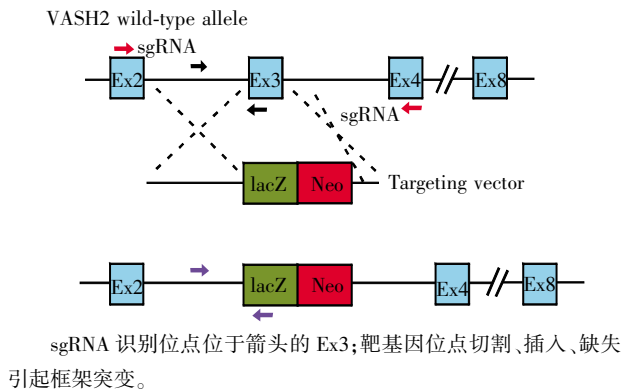 VASH2 wild-type allele
sgRNA
Ex2 Ex3 Ex4 Ex8
sgRNA
lacZ Neo Targeting vector
Ex2 lacZ Neo Ex4 Ex8
sgRNA 识别位点位于箭头的 Ex3;靶基因位点切割、插入、缺失
引起框架突变。